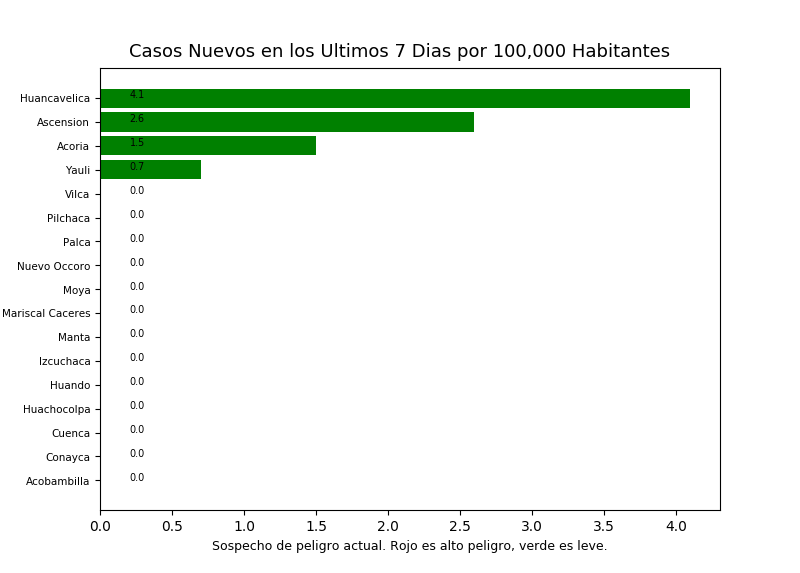 Casos Nuevos en los Ultimos 7 Dias por 100,000 Habitantes
Huancavelica 4.1
Ascension 2.6
Acoria 1.5
Yauli 0.7
Vilca 0.0
Pilchaca 0.0
Palca 0.0
Nuevo Occoro 0.0
Moya 0.0
Mariscal Caceres 0.0
Manta 0.0
Izcuchaca 0.0
Huando 0.0
Huachocolpa 0.0
Cuenca 0.0
Conayca 0.0
Acobambilla 0.0
0.0 0.5 1.0 1.5 2.0 2.5 3.0 3.5 4.0
Sospecho de peligro actual. Rojo es alto peligro, verde es leve.